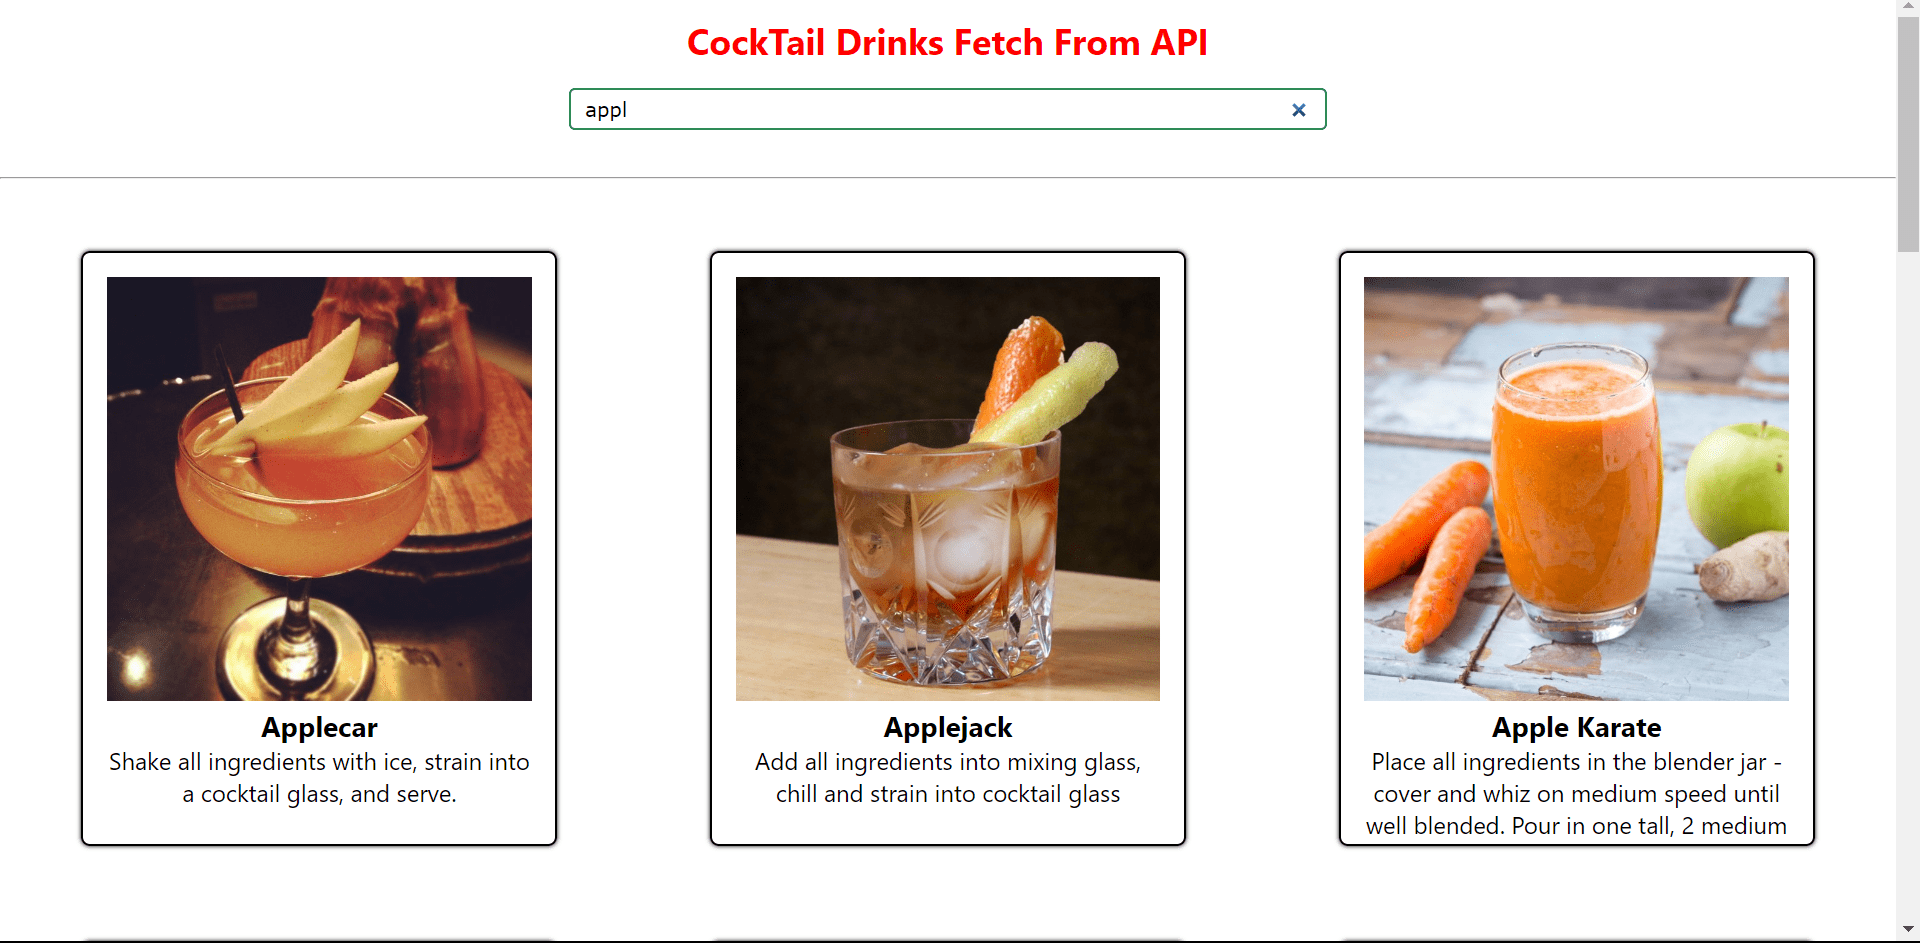 CockTail Drinks Fetch From API
appl
Applecar
Shake all ingredients with ice, strain into
a cocktail glass, and serve.
Applejack
Add all ingredients into mixing glass,
chill and strain into cocktail glass
Apple Karate
Place all ingredients in the blender jar -
cover and whiz on medium speed until
well blended. Pour in one tall, 2 medium